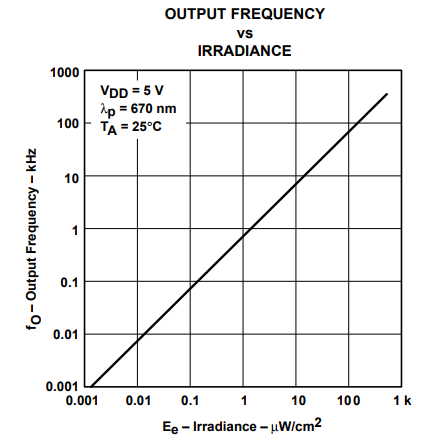 OUTPUT FREQUENCY
vs
IRRADIANCE
VDD = 5 V
λp = 670 nm
TA = 25°C
fO – Output Frequency – kHz
1000
100
10
1
0.1
0.01
0.001
0.001 0.01 0.1 1 10 100 1 k
Ee – Irradiance – μW/cm2